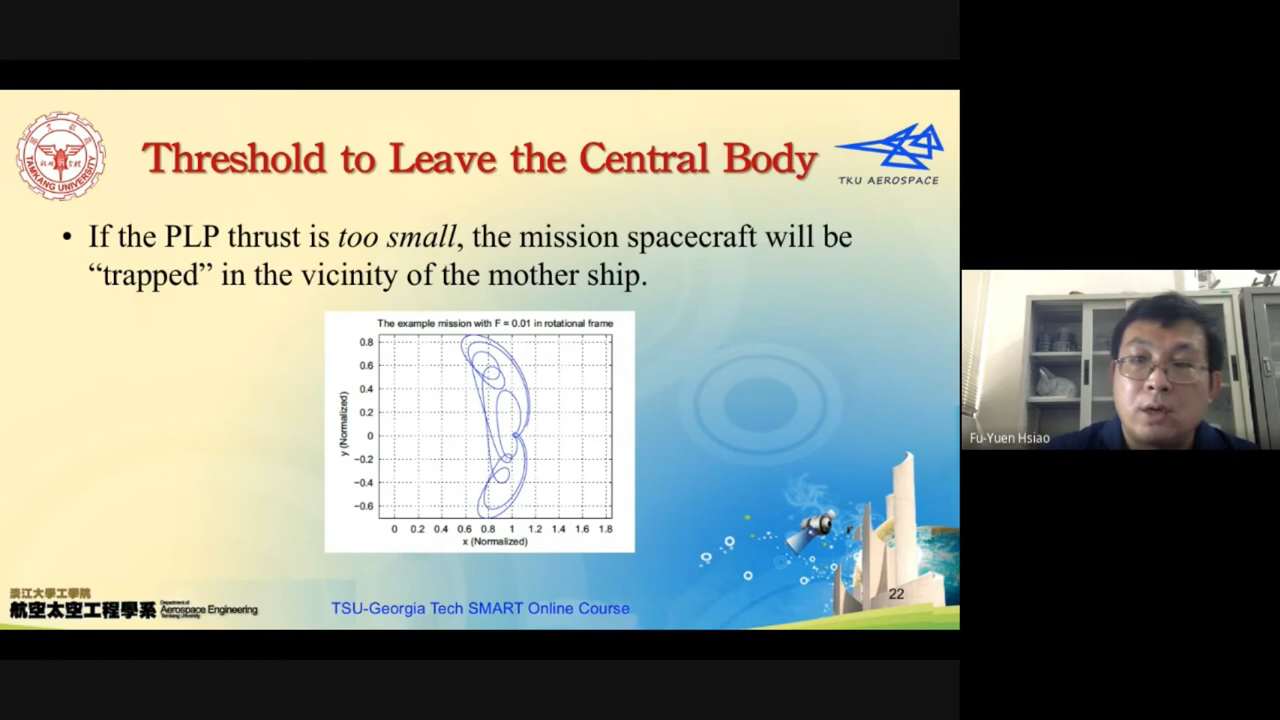 Threshold to Leave the Central Body
TAMKANG UNIVERSITY
TKU AEROSPACE
• If the PLP thrust is too small, the mission spacecraft will be
“trapped” in the vicinity of the mother ship.
The example mission with F = 0.01 in rotational frame
y (Normalized)
0.8
0.6
0.4
0.2
0
−0.2
−0.4
−0.6
0 0.2 0.4 0.6 0.8 1 1.2 1.4 1.6 1.8
x (Normalized)
Fu-Yuen Hsiao
淡江大學工學院
航空太空工程學系
Department of
Aerospace Engineering
Tamkang University
TSU-Georgia Tech SMART Online Course
22